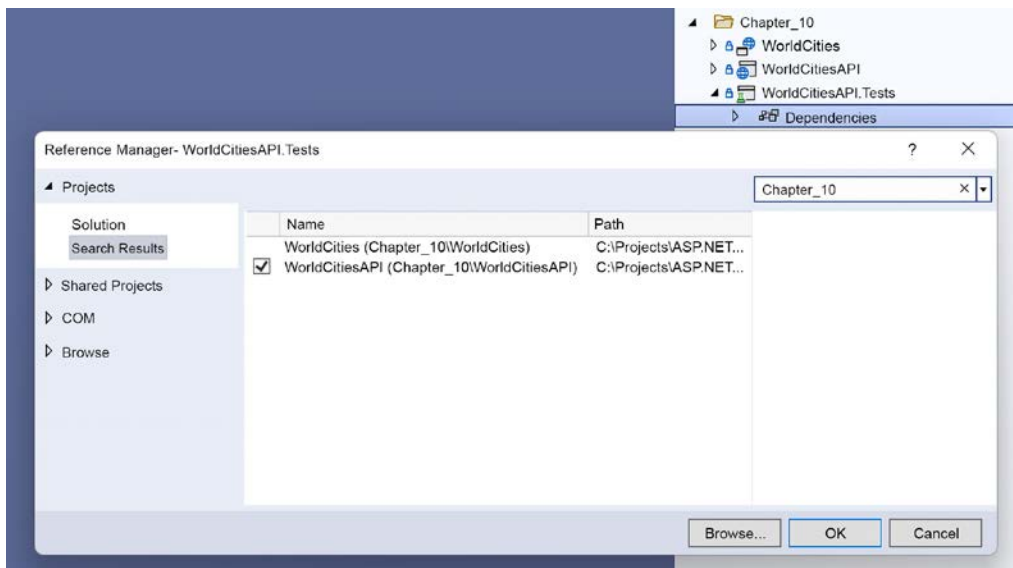 Chapter_10
WorldCities
WorldCitiesAPI
WorldCitiesAPI.Tests
Dependencies
Reference Manager- WorldCitiesAPI.Tests ? ×
Projects
Chapter_10
Solution
Search Results
Shared Projects
COM
Browse
Name Path
WorldCities (Chapter_10\WorldCities) C:\Projects\ASP.NET...
WorldCitiesAPI (Chapter_10\WorldCitiesAPI) C:\Projects\ASP.NET...
Browse... OK Cancel